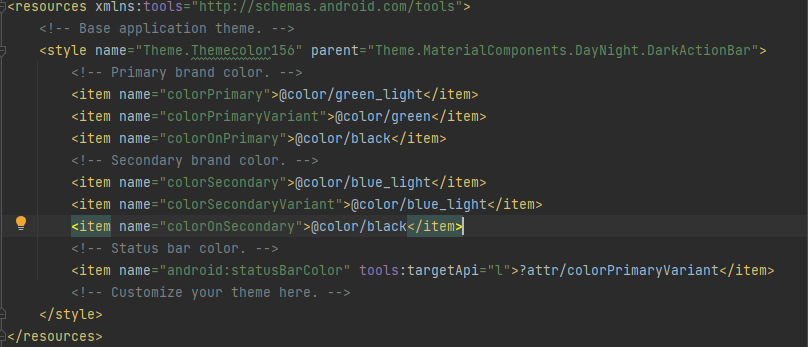 <resources xmlns:tools="http://schemas.android.com/tools">
<!-- Base application theme. -->
<style name="Theme.Themecolor156" parent="Theme.MaterialComponents.DayNight.DarkActionBar">
<!-- Primary brand color. -->
<item name="colorPrimary">@color/green_light</item>
<item name="colorPrimaryVariant">@color/green</item>
<item name="colorOnPrimary">@color/black</item>
<!-- Secondary brand color. -->
<item name="colorSecondary">@color/blue_light</item>
<item name="colorSecondaryVariant">@color/blue_light</item>
<item name="colorOnSecondary">@color/black</item>
<!-- Status bar color. -->
<item name="android:statusBarColor" tools:targetApi="l">?attr/colorPrimaryVariant</item>
<!-- Customize your theme here. -->
</style>
</resources>